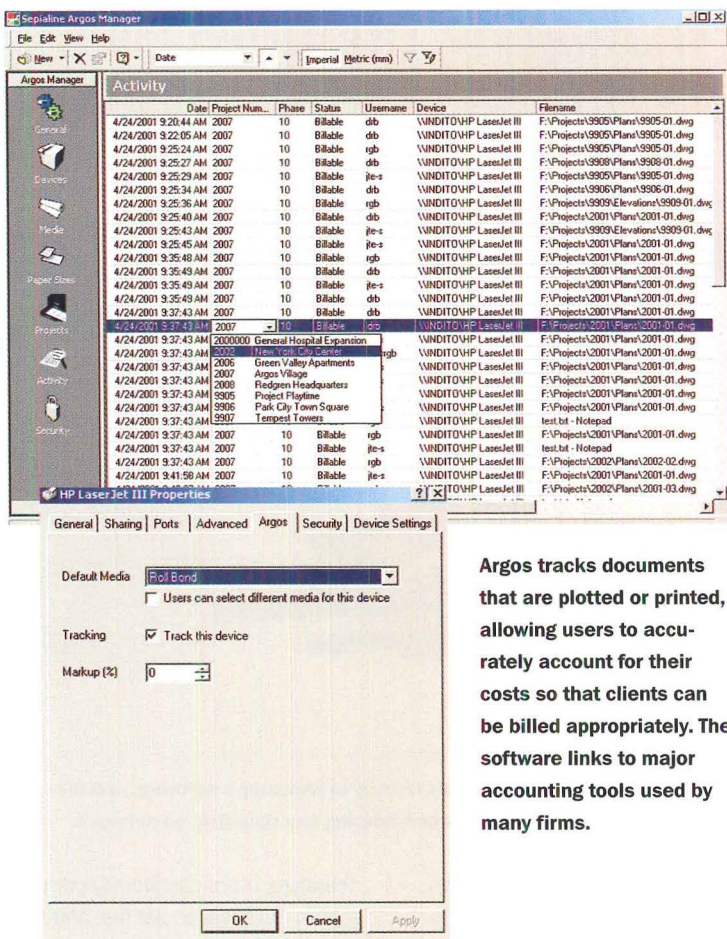 Sepialine Argos Manager
File Edit View Help
New Date Imperial Metric (mm)
Argos Manager Activity
Date Project Num... Phase Status Username Device Filename
4/24/2001 9:20:44 AM 2007 10 Billable drb \\INDITO\HP LaserJet III F:\Projects\9905\Plans\9905-01.dwg
4/24/2001 9:22:05 AM 2007 10 Billable drb \\INDITO\HP LaserJet III F:\Projects\9905\Plans\9905-01.dwg
4/24/2001 9:25:24 AM 2007 10 Billable rgb \\INDITO\HP LaserJet III F:\Projects\9905\Plans\9905-01.dwg
4/24/2001 9:25:27 AM 2007 10 Billable drb \\INDITO\HP LaserJet III F:\Projects\9908\Plans\9908-01.dwg
4/24/2001 9:25:29 AM 2007 10 Billable jte-s \\INDITO\HP LaserJet III F:\Projects\9905\Plans\9905-01.dwg
4/24/2001 9:25:34 AM 2007 10 Billable drb \\INDITO\HP LaserJet III F:\Projects\9906\Plans\9906-01.dwg
4/24/2001 9:25:36 AM 2007 10 Billable rgb \\INDITO\HP LaserJet III F:\Projects\9909\Elevations\9909-01.dwg
4/24/2001 9:25:40 AM 2007 10 Billable drb \\INDITO\HP LaserJet III F:\Projects\2001\Plans\2001-01.dwg
4/24/2001 9:25:43 AM 2007 10 Billable jte-s \\INDITO\HP LaserJet III F:\Projects\9909\Elevations\9909-01.dwg
4/24/2001 9:25:45 AM 2007 10 Billable jte-s \\INDITO\HP LaserJet III F:\Projects\2001\Plans\2001-01.dwg
4/24/2001 9:35:48 AM 2007 10 Billable rgb \\INDITO\HP LaserJet III F:\Projects\2001\Plans\2001-01.dwg
4/24/2001 9:35:49 AM 2007 10 Billable drb \\INDITO\HP LaserJet III F:\Projects\2001\Plans\2001-01.dwg
4/24/2001 9:35:49 AM 2007 10 Billable jte-s \\INDITO\HP LaserJet III F:\Projects\2001\Plans\2001-01.dwg
4/24/2001 9:35:49 AM 2007 10 Billable drb \\INDITO\HP LaserJet III F:\Projects\2001\Plans\2001-01.dwg
4/24/2001 9:37:43 AM 2007 10 Billable drb \\INDITO\HP LaserJet III F:\Projects\2001\Plans\2001-01.dwg
4/24/2001 9:37:43 AM 2007 10 Billable drb \\INDITO\HP LaserJet III F:\Projects\2001\Plans\2001-01.dwg
4/24/2001 9:37:43 AM 2000000 General Hospital Expansion \\INDITO\HP LaserJet III F:\Projects\2001\Plans\2001-01.dwg
4/24/2001 9:37:43 AM 2002 New York City Center rgb \\INDITO\HP LaserJet III F:\Projects\2001\Plans\2001-01.dwg
4/24/2001 9:37:43 AM 2006 Green Valley Apartments \\INDITO\HP LaserJet III F:\Projects\2001\Plans\2001-01.dwg
4/24/2001 9:37:43 AM 2007 Argos Village \\INDITO\HP LaserJet III F:\Projects\2001\Plans\2001-01.dwg
4/24/2001 9:37:43 AM 2008 Redgren Headquarters \\INDITO\HP LaserJet III F:\Projects\2001\Plans\2001-01.dwg
4/24/2001 9:37:43 AM 9905 Project Playtime \\INDITO\HP LaserJet III F:\Projects\2001\Plans\2001-01.dwg
4/24/2001 9:37:43 AM 9906 Park City Town Square \\INDITO\HP LaserJet III F:\Projects\2001\Plans\2001-01.dwg
4/24/2001 9:37:43 AM 9907 Tempest Towers \\INDITO\HP LaserJet III test.txt - Notepad
4/24/2001 9:37:43 AM 2007 10 Billable rgb \\INDITO\HP LaserJet III F:\Projects\2001\Plans\2001-01.dwg
4/24/2001 9:37:43 AM 2007 10 Billable jte-s \\INDITO\HP LaserJet III test.txt - Notepad
4/24/2001 9:37:43 AM 2007 10 Billable rgb \\INDITO\HP LaserJet III F:\Projects\2002\Plans\2002-02.dwg
4/24/2001 9:41:58 AM 2007 10 Billable jte-s \\INDITO\HP LaserJet III F:\Projects\2001\Plans\2001-01.dwg
HP LaserJet III F:\Projects\2002\Plans\2001-03.dwg
General
Devices
Media
Paper Sizes
Projects
Activity
Security
HP LaserJet III Properties
General Sharing Ports Advanced Argos Security Device Settings
Default Media Roll Bond
Users can select different media for this device
Tracking Track this device
Markup (%) 0
OK Cancel Apply
Argos tracks documents
that are plotted or printed,
allowing users to accu-
rately account for their
costs so that clients can
be billed appropriately. The
software links to major
accounting tools used by
many firms.